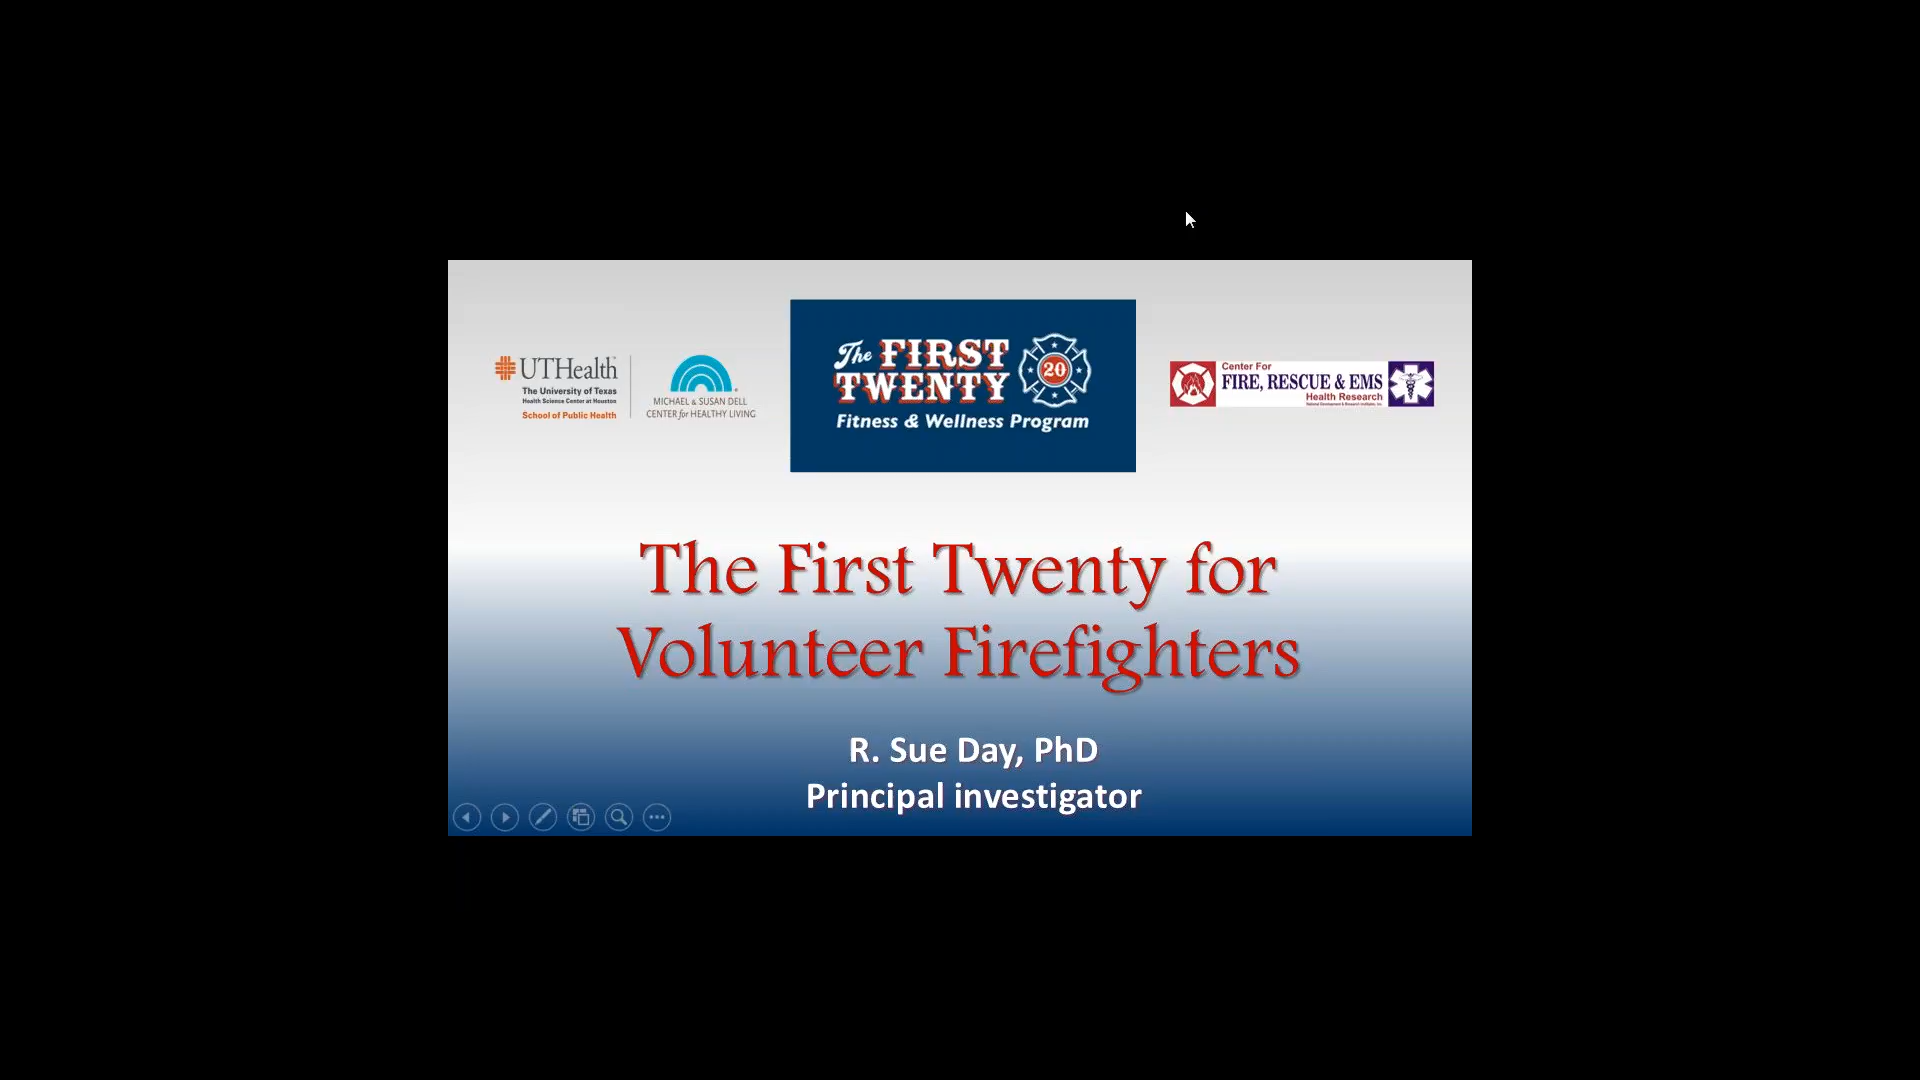 UTHealth
The University of Texas
Health Science Center at Houston
School of Public Health
MICHAEL & SUSAN DELL
CENTER for HEALTHY LIVING
The FIRST
TWENTY
20
Fitness & Wellness Program
Center For
FIRE, RESCUE & EMS
Health Research
The First Twenty for
Volunteer Firefighters
R. Sue Day, PhD
Principal investigator